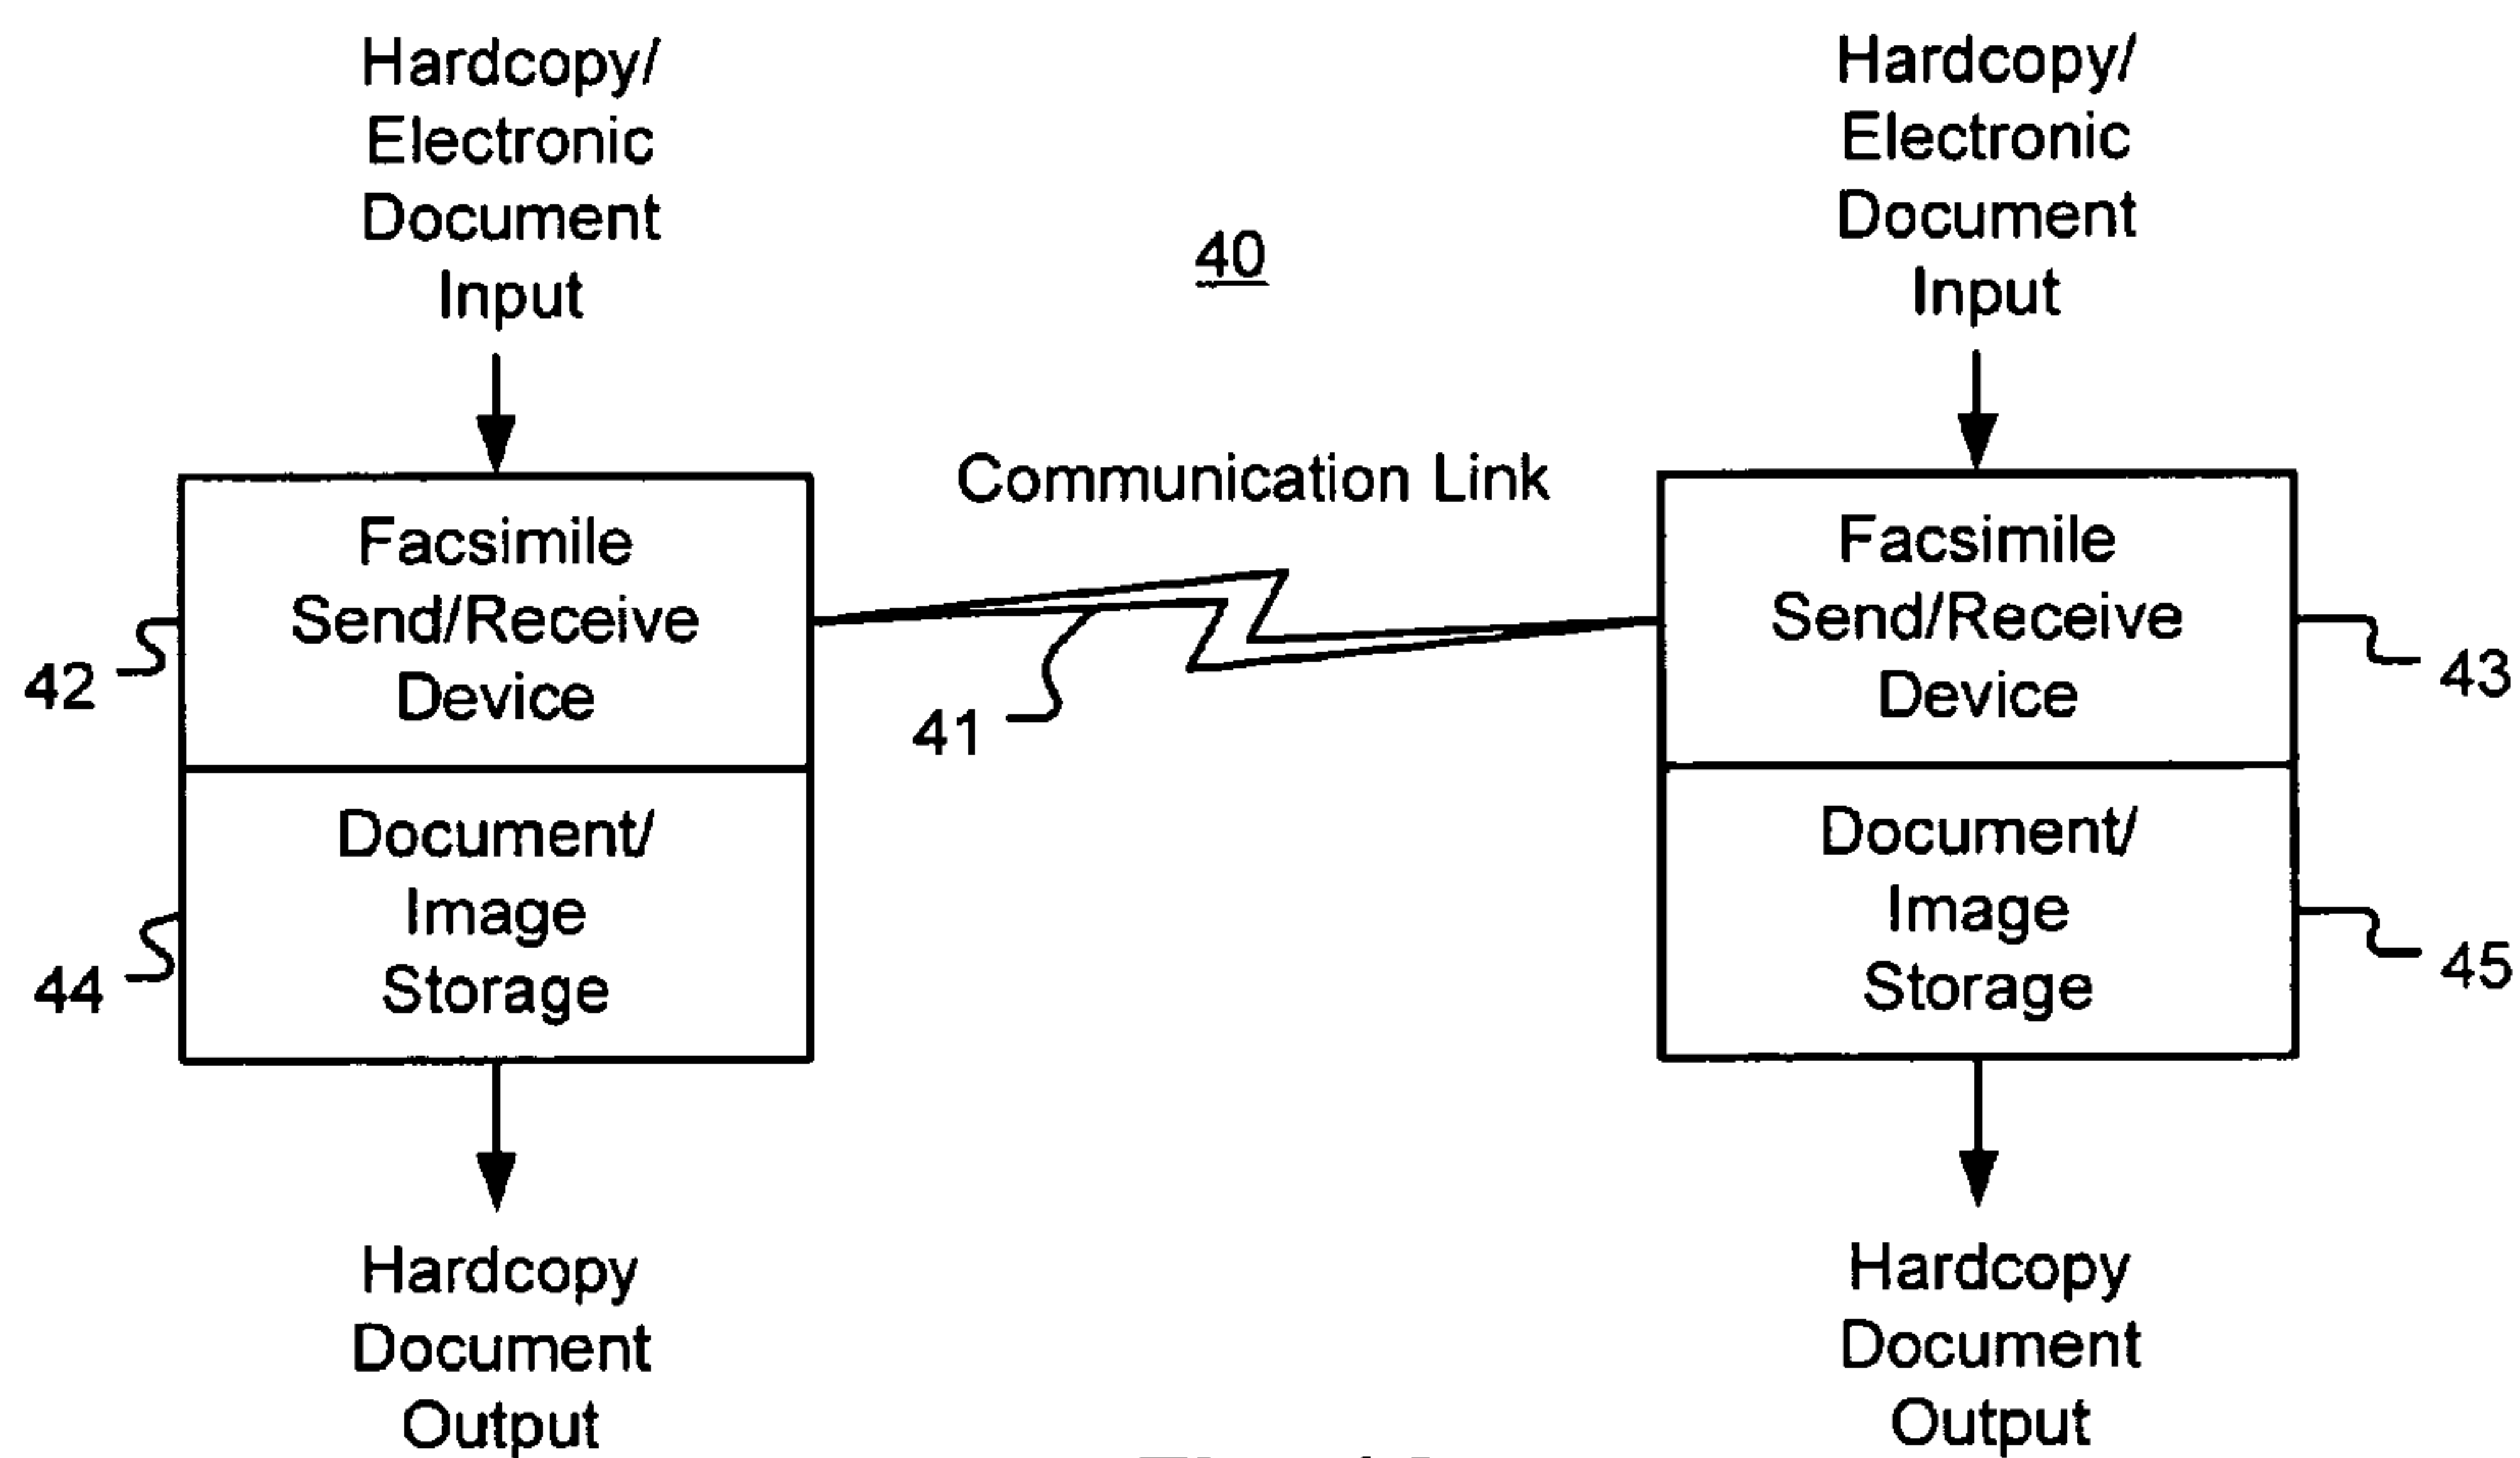 Hardcopy/
Electronic
Document
Input
Hardcopy/
Electronic
Document
Input
40
Communication Link
Facsimile
Send/Receive
Device
42
41
Facsimile
Send/Receive
Device
43
Document/
Image
Storage
44
Document/
Image
Storage
45
Hardcopy
Document
Output
Hardcopy
Document
Output